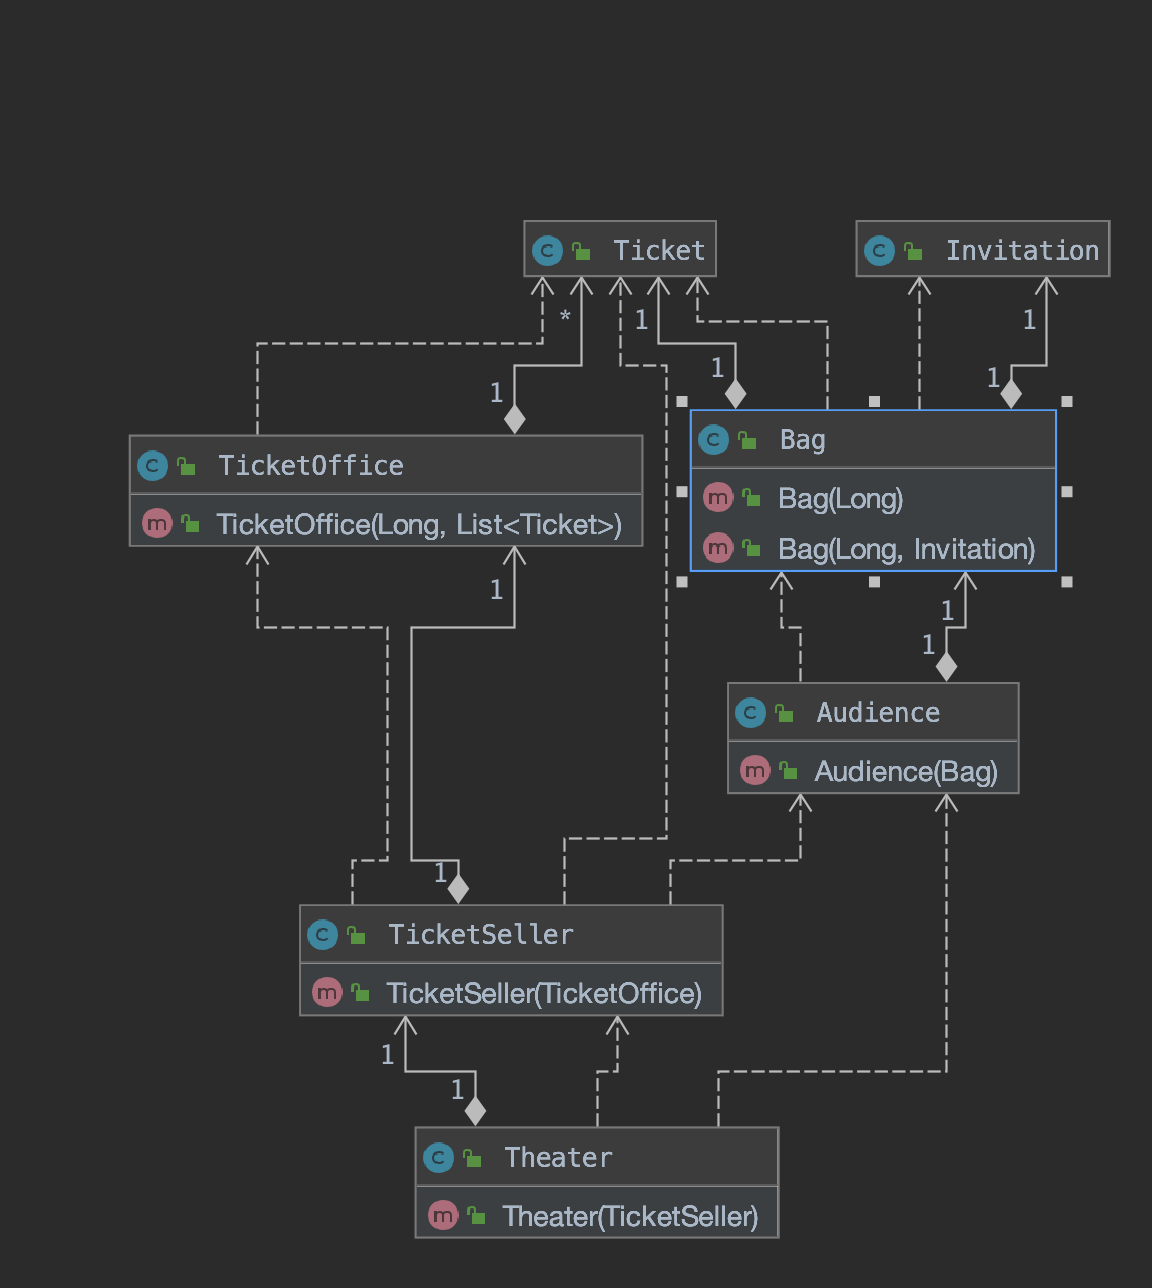 C Ticket
C Invitation
* 1 1
1 1 1
C TicketOffice
m TicketOffice(Long, List<Ticket>)
C Bag
m Bag(Long)
m Bag(Long, Invitation)
1 1
1
C Audience
m Audience(Bag)
1
C TicketSeller
m TicketSeller(TicketOffice)
1
1
C Theater
m Theater(TicketSeller)